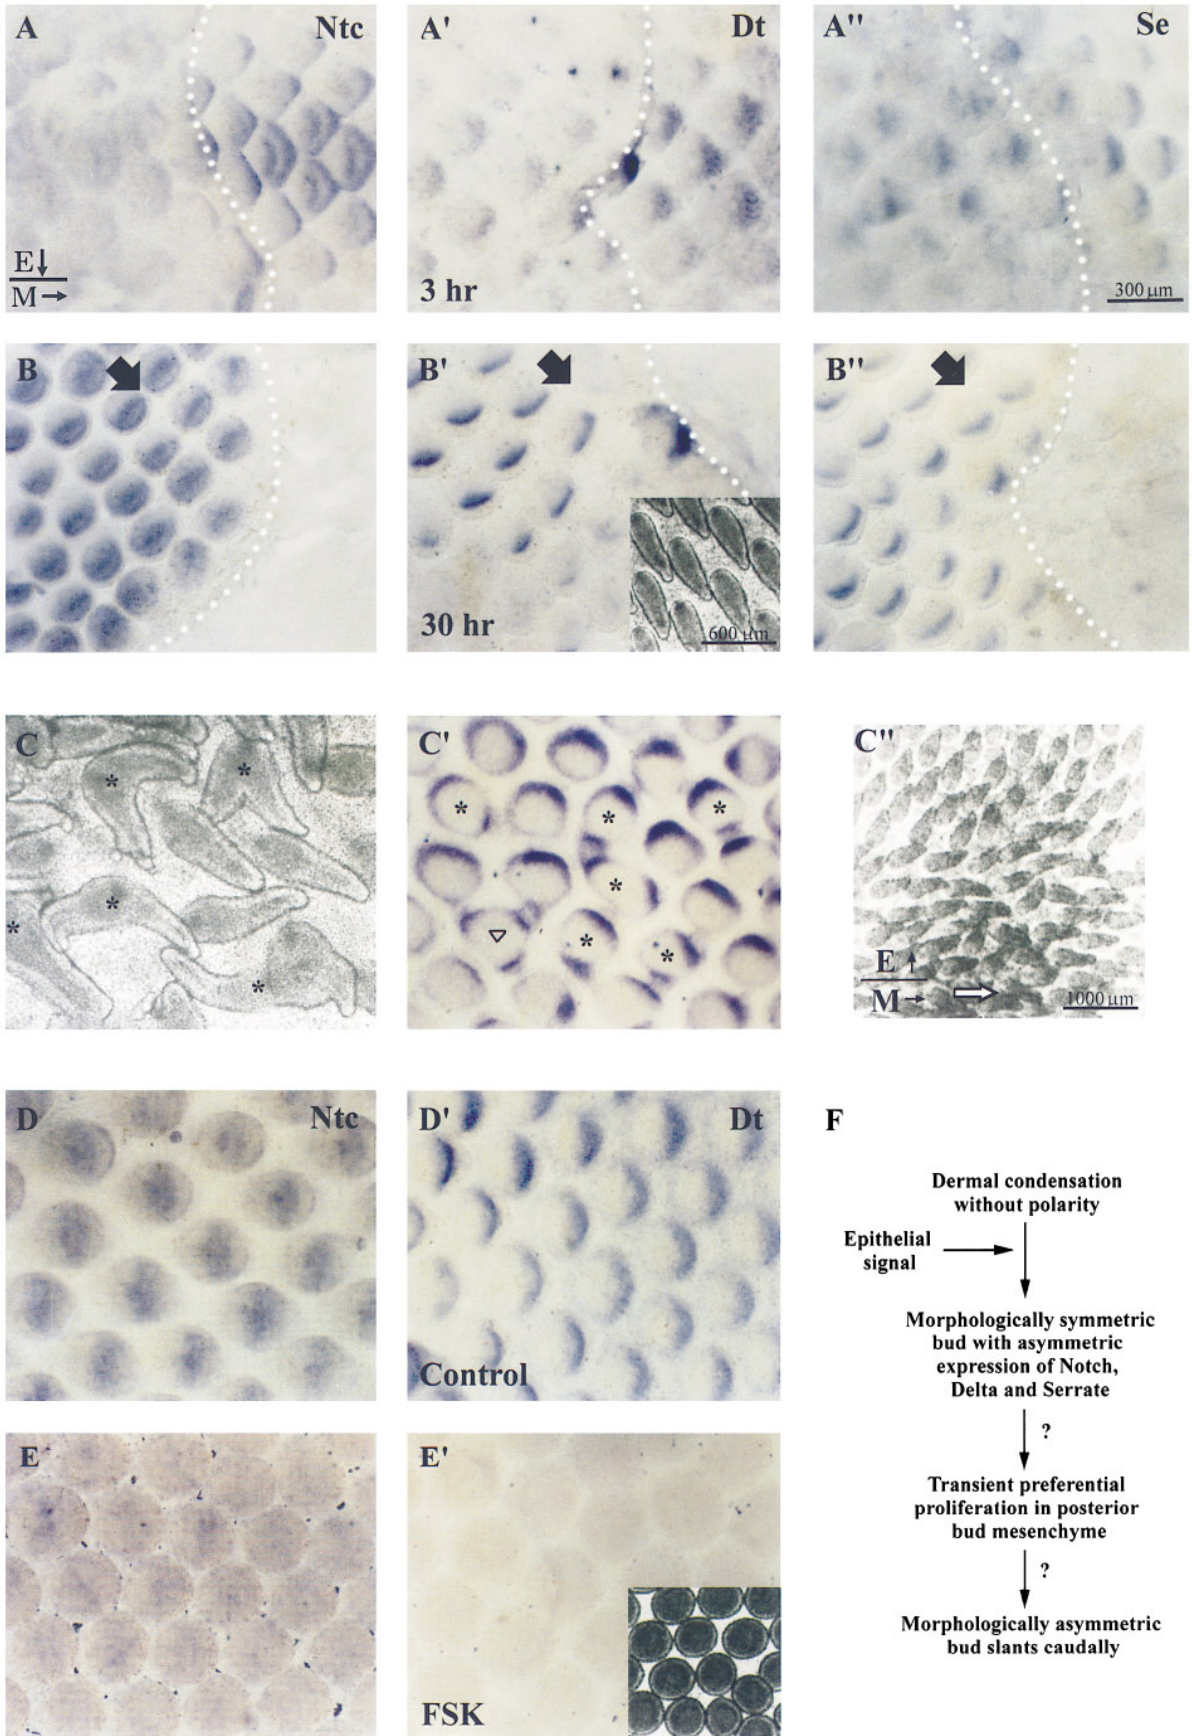 A Ntc
A' Dt
A" Se
E↓
M→
3 hr
300 µm
B
B'
B"
30 hr
600 µm
C
*
*
*
*
*
C'
*
*
*
*
*
*
C"
E ↑
M→
1000 µm
D Ntc
D' Dt
Control
E
E'
FSK
F
Dermal condensation
without polarity
Epithelial
signal
Morphologically symmetric
bud with asymmetric
expression of Notch,
Delta and Serrate
?
Transient preferential
proliferation in posterior
bud mesenchyme
?
Morphologically asymmetric
bud slants caudally